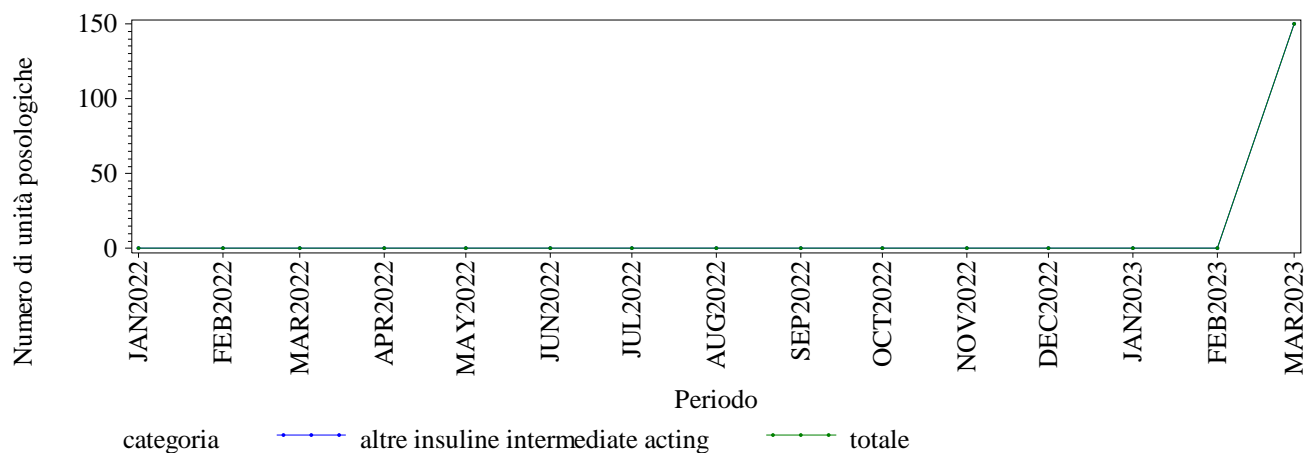 Numero di unità posologiche
150
100
50
0
JAN2022
FEB2022
MAR2022
APR2022
MAY2022
JUN2022
JUL2022
AUG2022
SEP2022
OCT2022
NOV2022
DEC2022
JAN2023
FEB2023
MAR2023
Periodo
categoria altre insuline intermediate acting totale